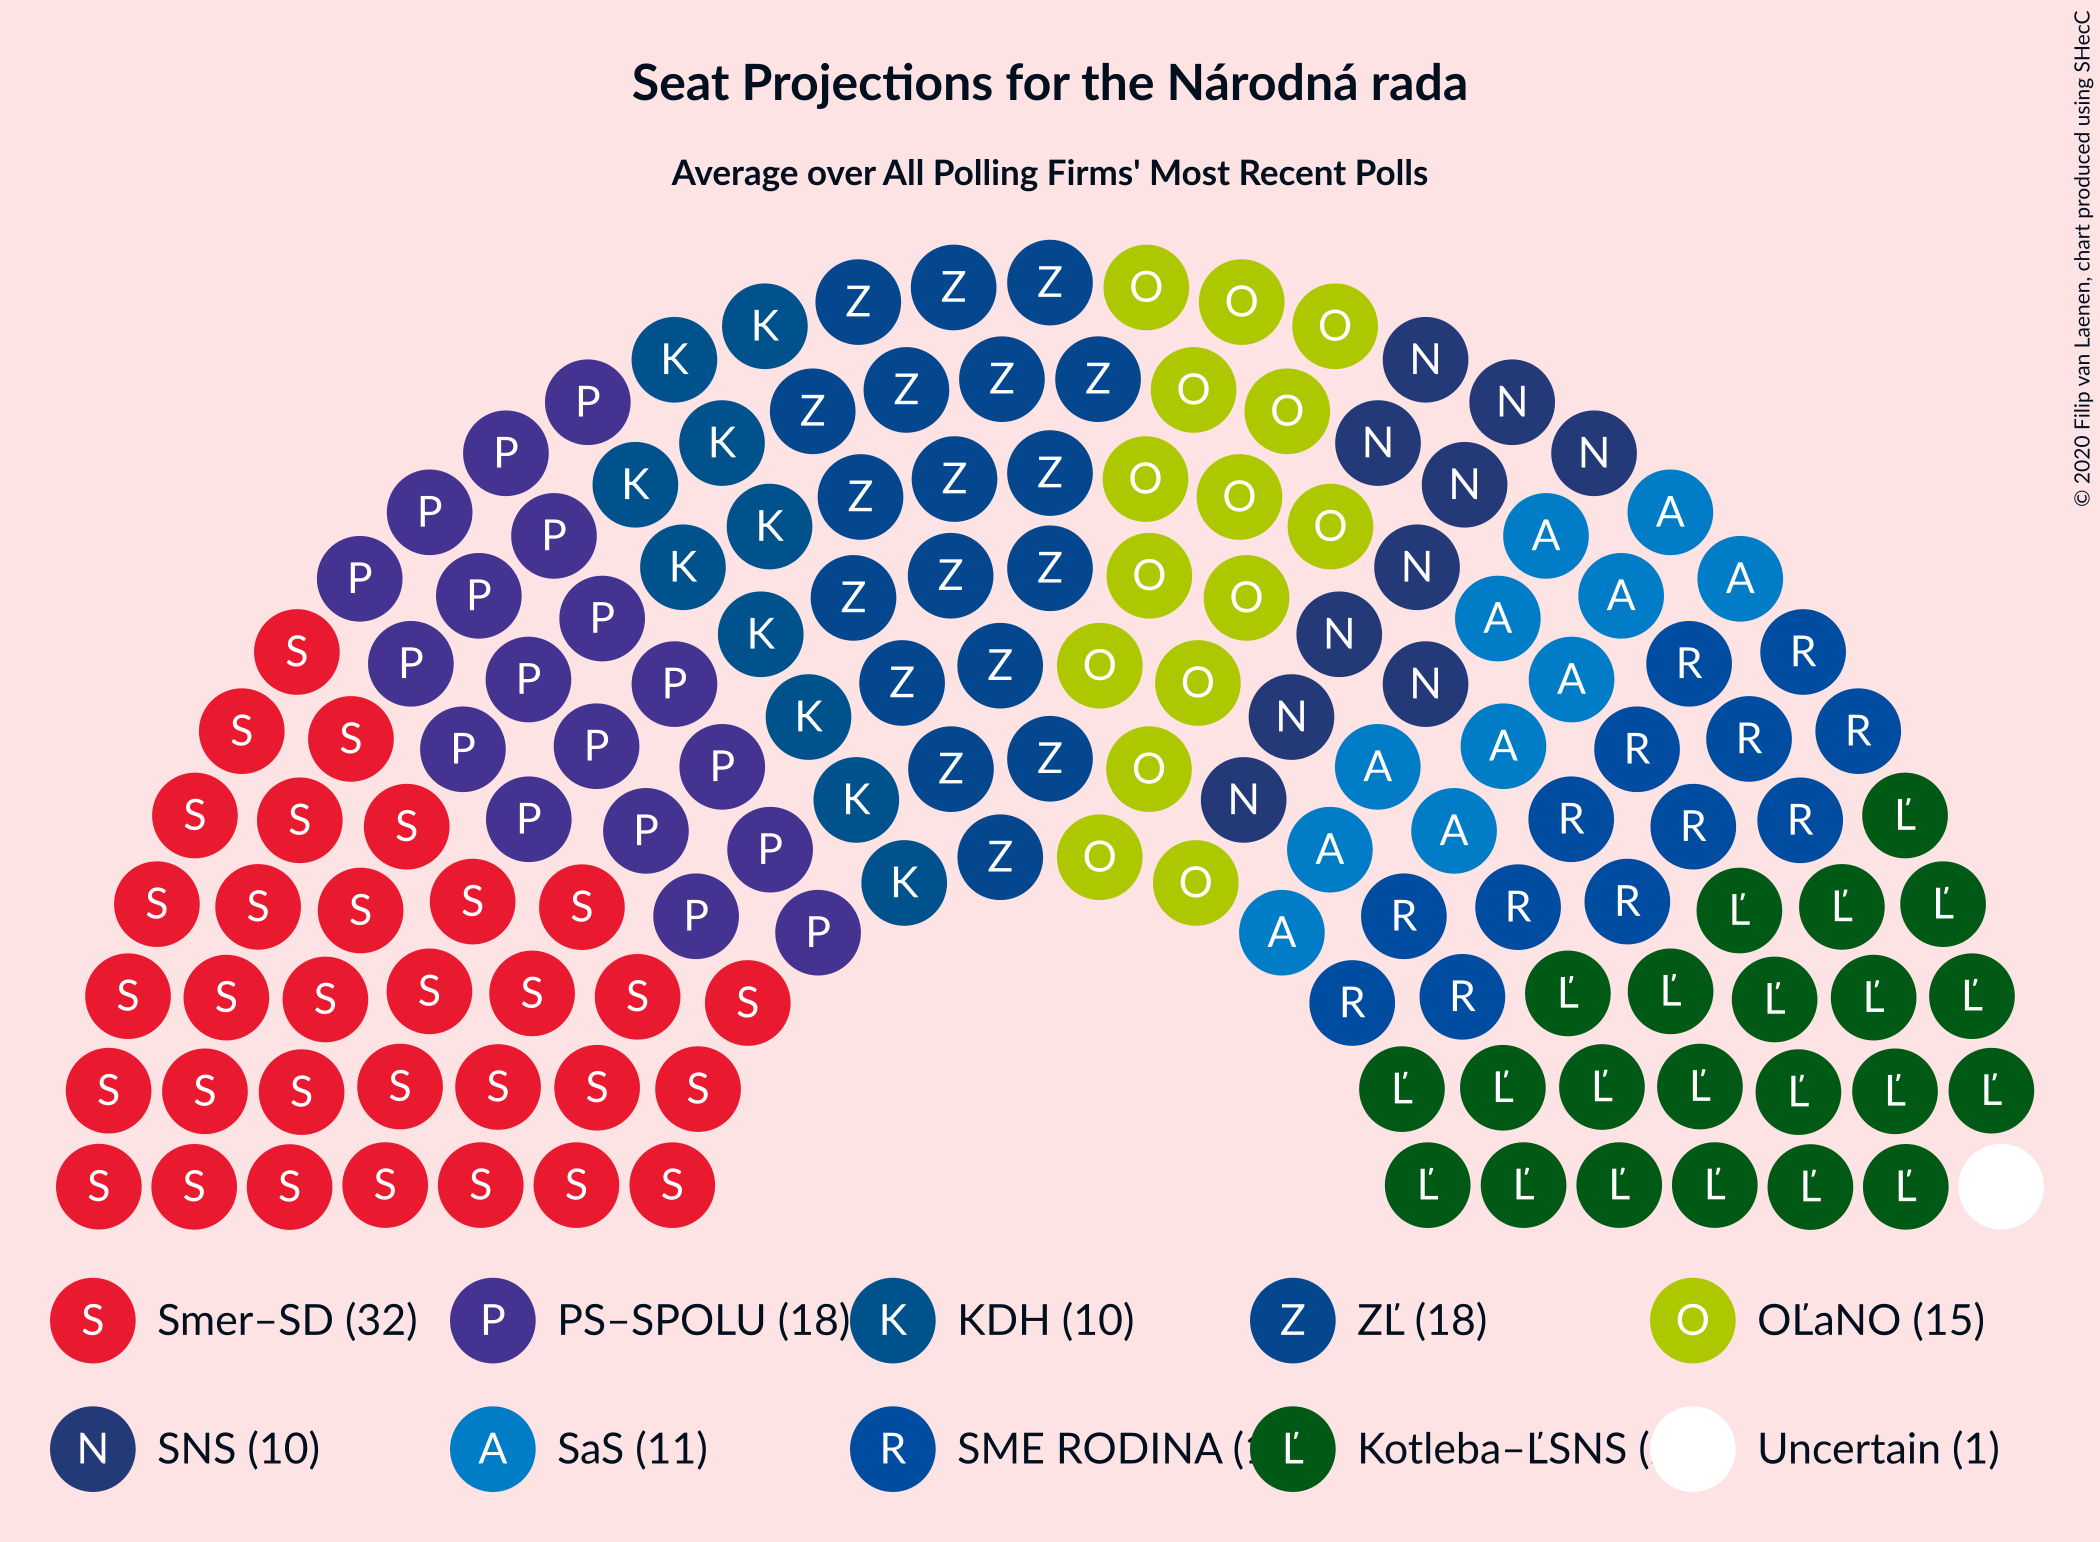 Seat Projections for the Národná rada
Average over All Polling Firms' Most Recent Polls
© 2020 Filip van Laenen, chart produced using SHecC
Z Z Z O O
K O
K N
P Z Z Z Z O O N
P K N N
P K K Z Z Z O O O N A
P A
P P K Z Z Z O O N A A
P K N A
S P P P Z Z O O N A R R
S S P P K N A R R R
P Z Z O A
S S S P P K N A R R R Ľ
P Z O A
S S S S S P P K O A R R R Ľ Ľ Ľ
S S S S S S S R R Ľ Ľ Ľ Ľ Ľ
S S S S S S S Ľ Ľ Ľ Ľ Ľ Ľ Ľ
S S S S S S S Ľ Ľ Ľ Ľ Ľ Ľ
S Smer–SD (32) P PS–SPOLU (18) K KDH (10) Z ZĽ (18) O OĽaNO (15)
N SNS (10) A SaS (11) R SME RODINA ( Ľ Kotleba–ĽSNS ( Uncertain (1)